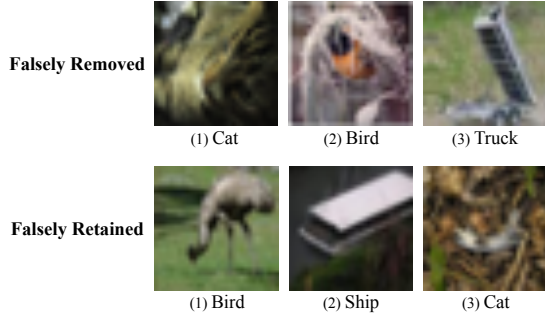 Falsely Removed
(1) Cat
(2) Bird
(3) Truck
Falsely Retained
(1) Bird
(2) Ship
(3) Cat